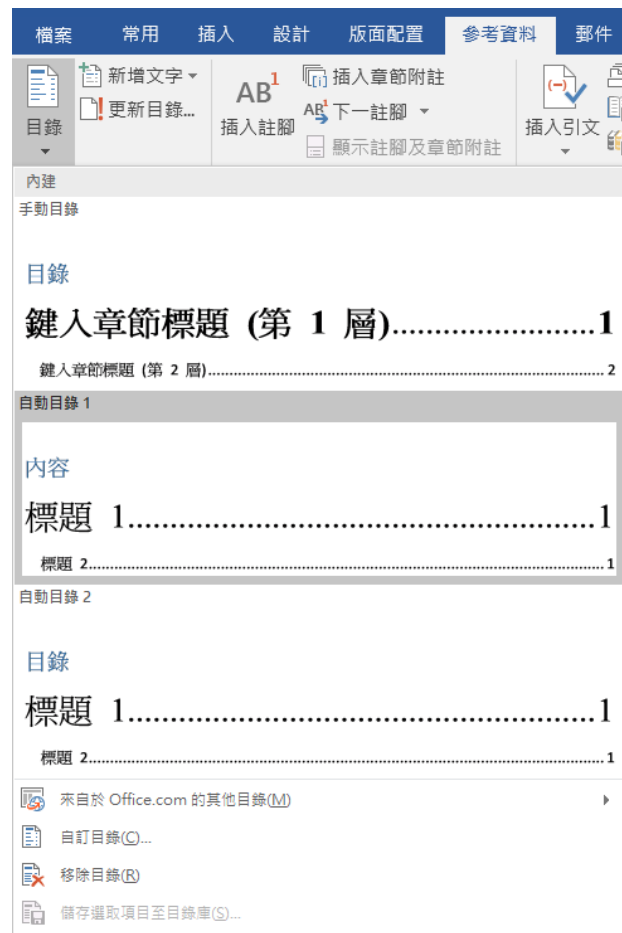 檔案 常用 插入 設計 版面配置 參考資料 郵件
目錄
新增文字
更新目錄...
AB1
插入註腳
[i] 插入章節附註
AB1 下一註腳
顯示註腳及章節附註
(-)
插入引文
內建
手動目錄
目錄
鍵入章節標題 (第 1 層)..........................1
鍵入章節標題 (第 2 層)..........................2
自動目錄 1
內容
標題 1..........................1
標題 2..........................1
自動目錄 2
目錄
標題 1..........................1
標題 2..........................1
來自於 Office.com 的其他目錄(M)
自訂目錄(C)...
移除目錄(R)
儲存選取項目至目錄庫(S)...